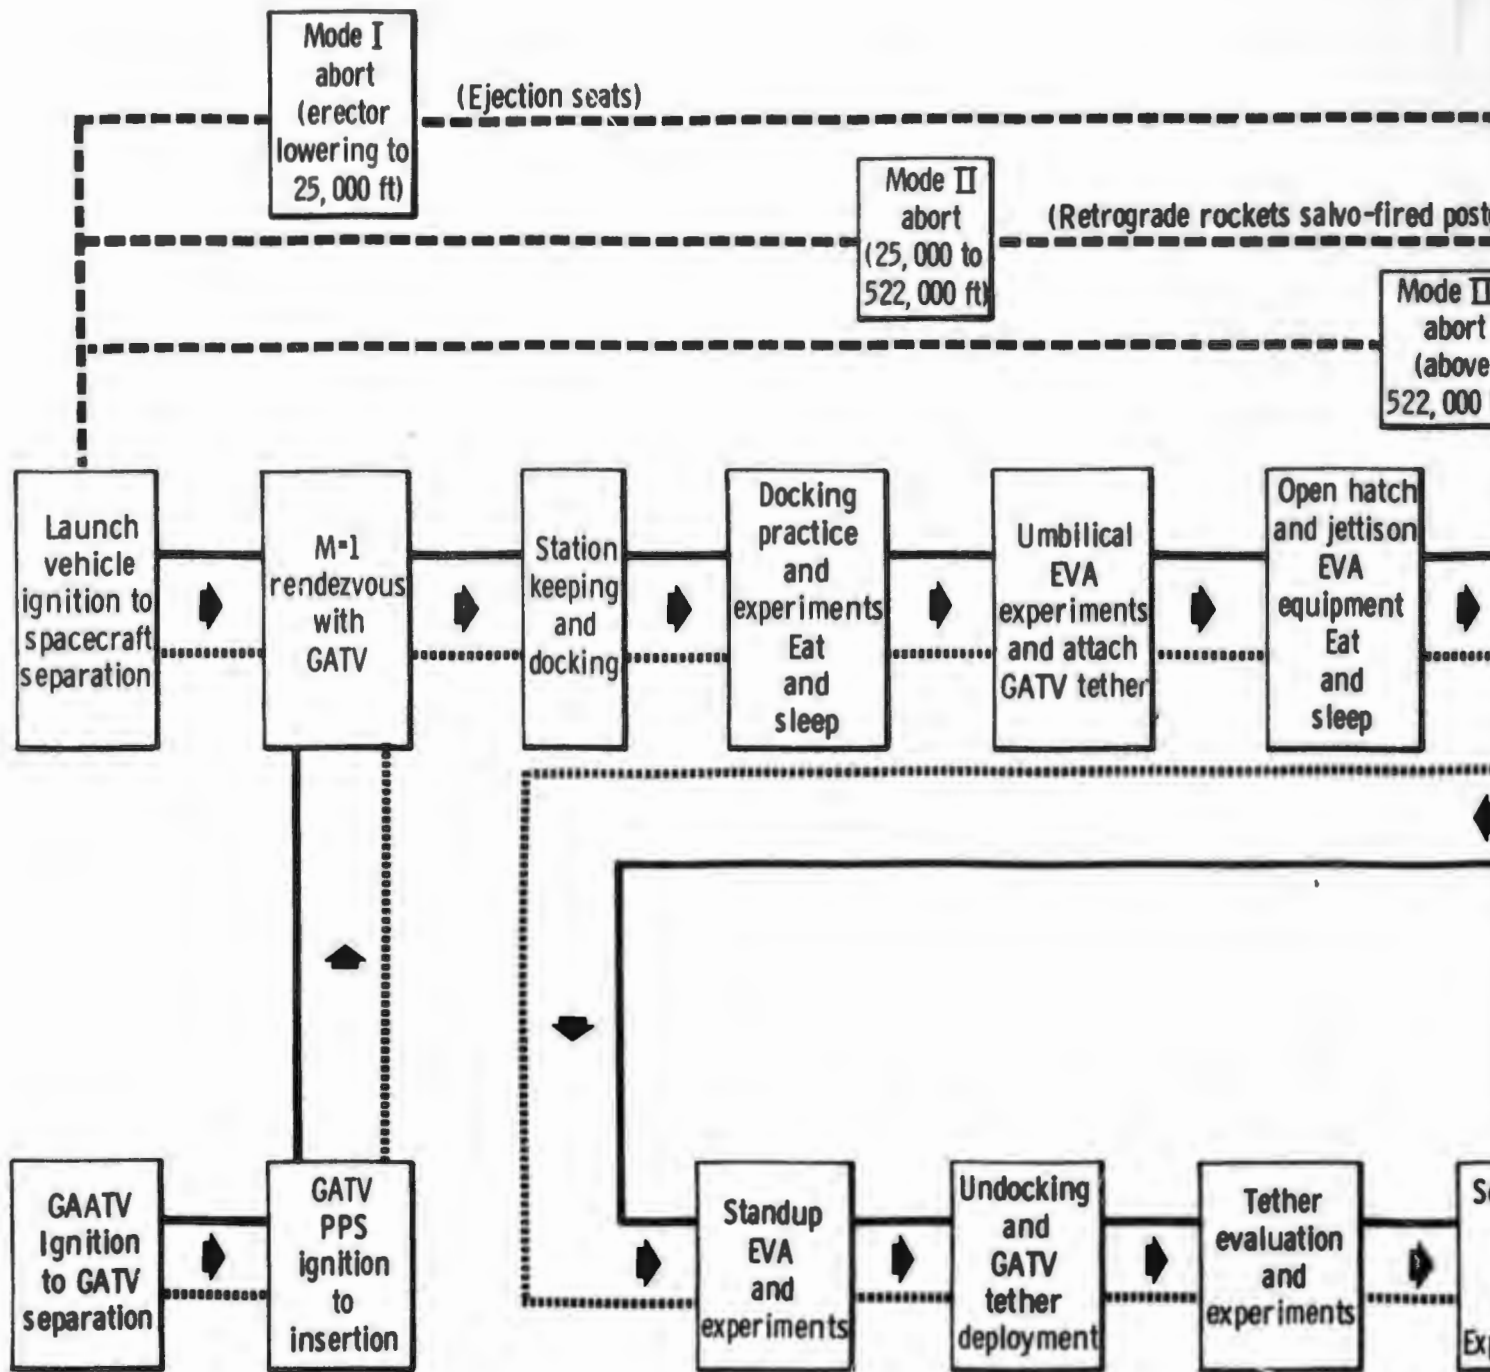 Mode I
abort
(erector
lowering to
25,000 ft)
(Ejection seats)
Mode II
abort
(25,000 to
522,000 ft)
(Retrograde rockets salvo-fired
abort
(above
522,000
Launch
vehicle
ignition to
spacecraft
separation
M=1
rendezvous
with
GATV
Station
keeping
and
docking
Docking
practice
and
experiments
Eat
and
sleep
Umbilical
EVA
experiments
and attach
GATV tether
Open hatch
and jettison
EVA
equipment
Eat
and
sleep
GAATV
Ignition
to GATV
separation
GATV
PPS
ignition
to
insertion
Standup
EVA
and
experiments
Undocking
and
GATV
tether
deployment
Tether
evaluation
and
experiments